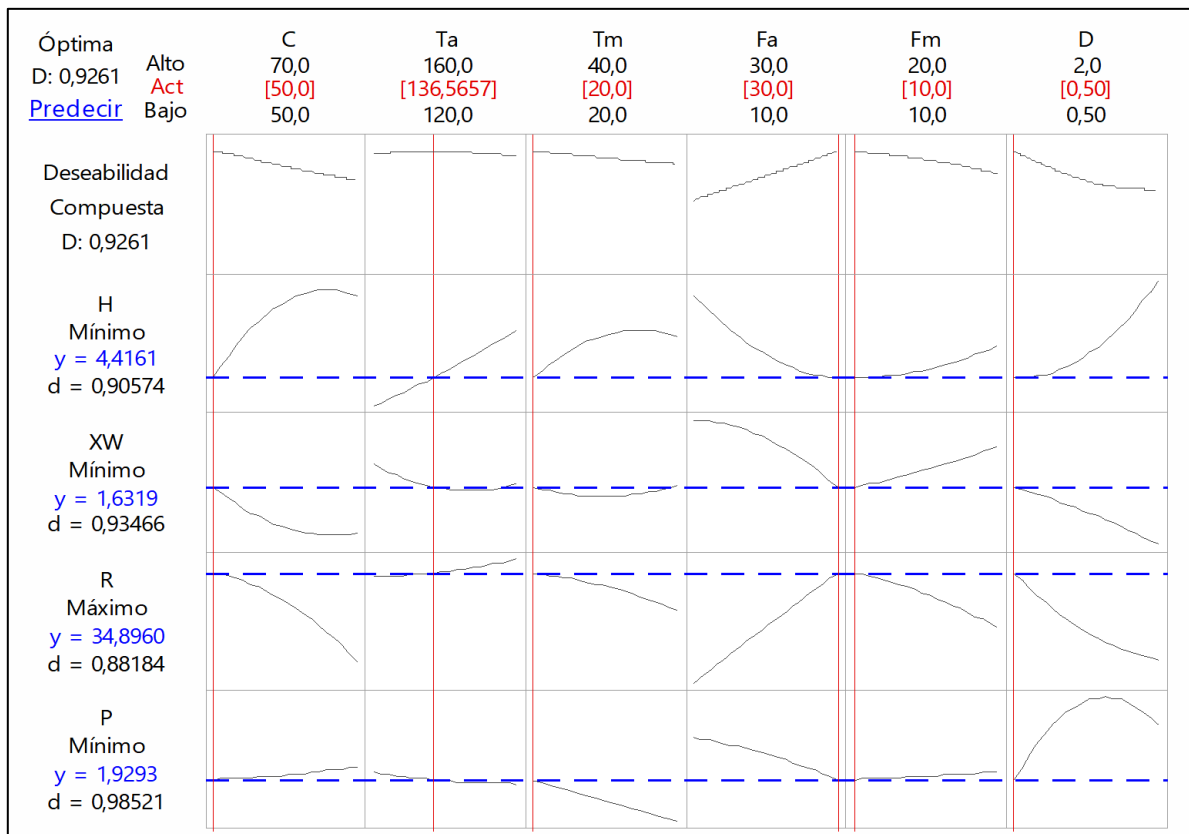 Óptima
D: 0,9261
Predecir
Alto
Act
Bajo
C
70,0
[50,0]
50,0
Ta
160,0
[136,5657]
120,0
Tm
40,0
[20,0]
20,0
Fa
30,0
[30,0]
10,0
Fm
20,0
[10,0]
10,0
D
2,0
[0,50]
0,50
Deseabilidad
Compuesta
D: 0,9261
H
Mínimo
y = 4,4161
d = 0,90574
XW
Mínimo
y = 1,6319
d = 0,93466
R
Máximo
y = 34,8960
d = 0,88184
P
Mínimo
y = 1,9293
d = 0,98521